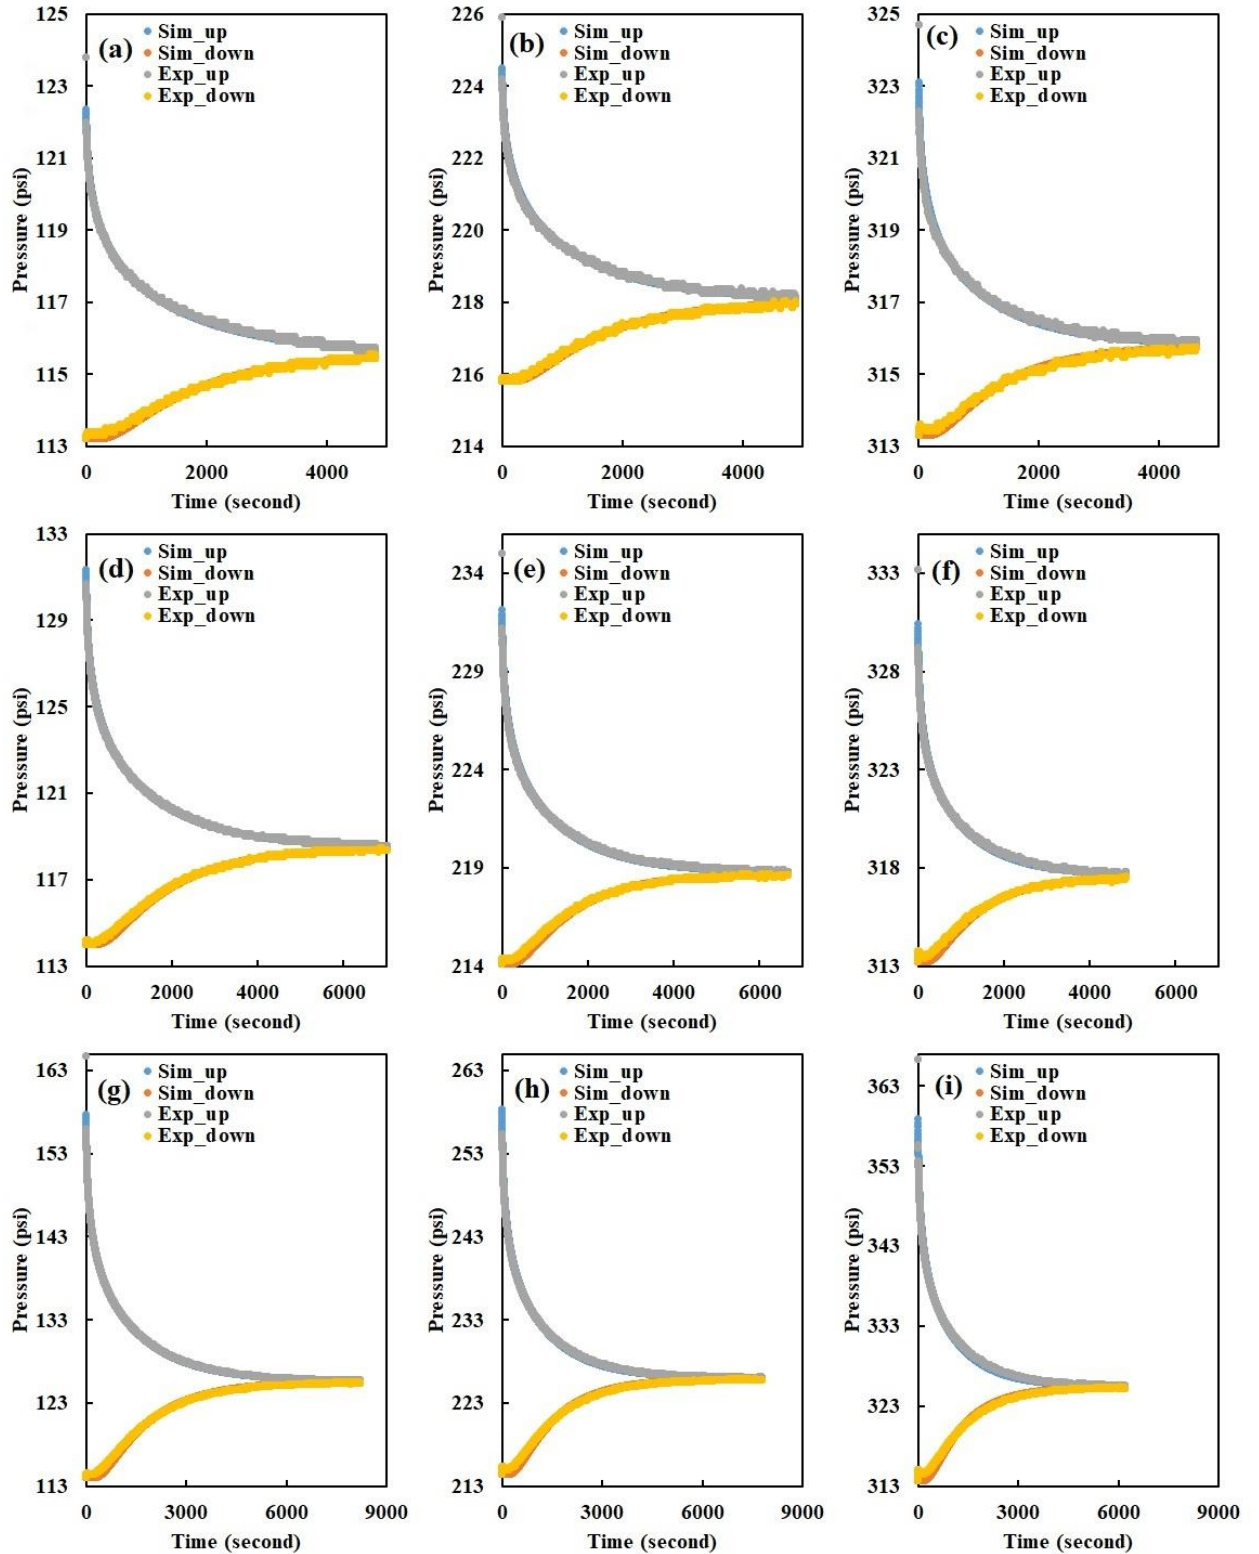 125
123
121
119
117
115
113
Pressure (psi)
(a)
Sim_up
Sim_down
Exp_up
Exp_down
0
2000
4000
Time (second)
226
224
222
220
218
216
214
Pressure (psi)
(b)
Sim_up
Sim_down
Exp_up
Exp_down
0
2000
4000
Time (second)
325
323
321
319
317
315
313
Pressure (psi)
(c)
Sim_up
Sim_down
Exp_up
Exp_down
0
2000
4000
Time (second)
133
129
125
121
117
113
Pressure (psi)
(d)
Sim_up
Sim_down
Exp_up
Exp_down
0
2000
4000
6000
Time (second)
234
229
224
219
214
Pressure (psi)
(e)
Sim_up
Sim_down
Exp_up
Exp_down
0
2000
4000
6000
Time (second)
333
328
323
318
313
Pressure (psi)
(f)
Sim_up
Sim_down
Exp_up
Exp_down
0
2000
4000
6000
Time (second)
163
153
143
133
123
113
Pressure (psi)
(g)
Sim_up
Sim_down
Exp_up
Exp_down
0
3000
6000
9000
Time (second)
263
253
243
233
223
213
Pressure (psi)
(h)
Sim_up
Sim_down
Exp_up
Exp_down
0
3000
6000
9000
Time (second)
363
353
343
333
323
313
Pressure (psi)
(i)
Sim_up
Sim_down
Exp_up
Exp_down
0
3000
6000
9000
Time (second)